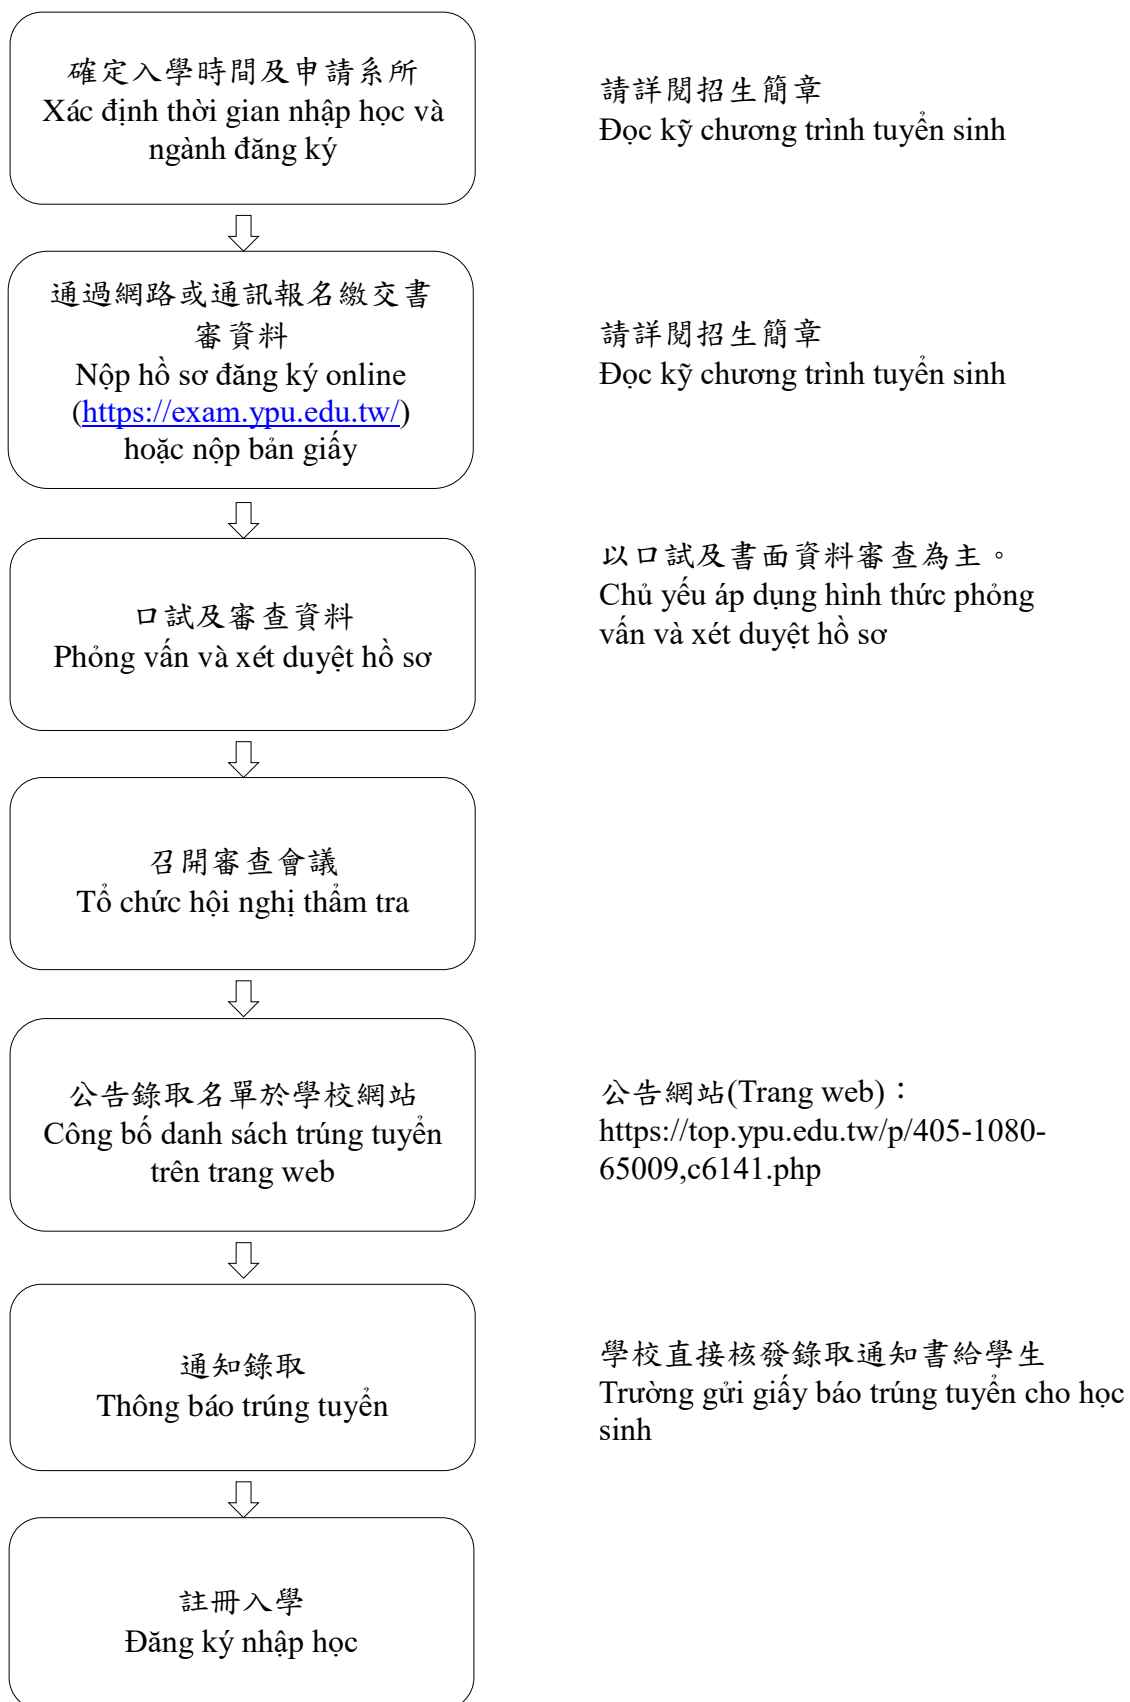 確定入學時間及申請系所
Xác định thời gian nhập học và
ngành đăng ký
請詳閱招生簡章
Đọc kỹ chương trình tuyển sinh
通過網路或通訊報名繳交書
審資料
Nộp hồ sơ đăng ký online
(https://exam.ypu.edu.tw/)
hoặc nộp bản giấy
請詳閱招生簡章
Đọc kỹ chương trình tuyển sinh
口試及審查資料
Phỏng vấn và xét duyệt hồ sơ
以口試及書面資料審查為主。
Chủ yếu áp dụng hình thức phỏng
vấn và xét duyệt hồ sơ
召開審查會議
Tổ chức hội nghị thẩm tra
公告錄取名單於學校網站
Công bố danh sách trúng tuyển
trên trang web
公告網站(Trang web)：
https://top.ypu.edu.tw/p/405-1080-
65009,c6141.php
通知錄取
Thông báo trúng tuyển
學校直接核發錄取通知書給學生
Trường gửi giấy báo trúng tuyển cho học
sinh
註冊入學
Đăng ký nhập học